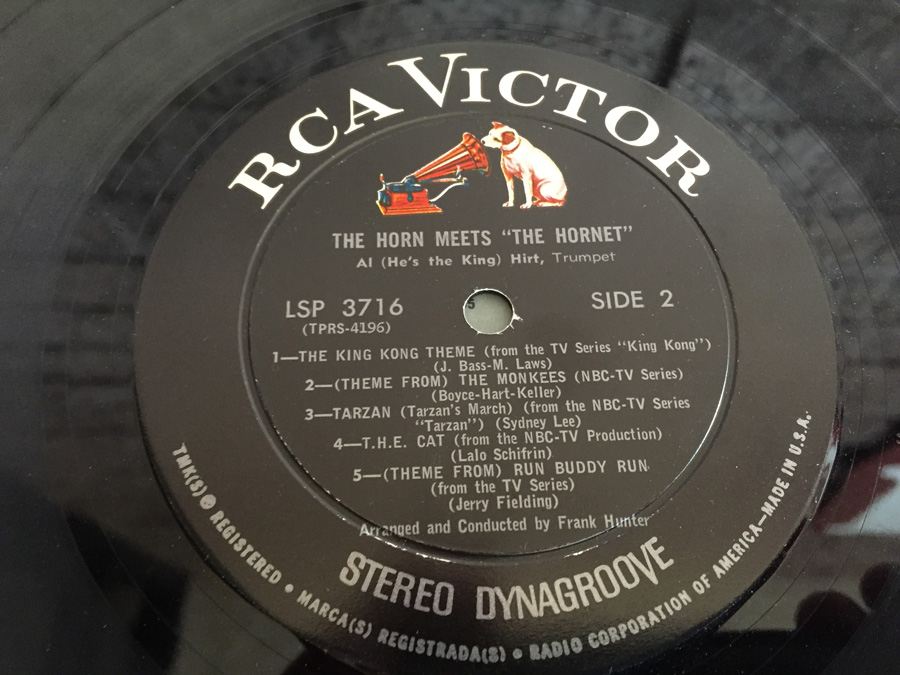 RCA VICTOR
THE HORN MEETS "THE HORNET"
Al (He's the King) Hirt, Trumpet
LSP 3716
(TPRS-4196)
SIDE 2
1—THE KING KONG THEME (from the TV Series "King Kong")
(J. Bass-M. Laws)
2—(THEME FROM) THE MONKEES (NBC-TV Series)
(Boyce-Hart-Keller)
3—TARZAN (Tarzan's March) (from the NBC-TV Series
"Tarzan") (Sydney Lee)
4—T.H.E. CAT (from the NBC-TV Production)
(Lalo Schifrin)
5—(THEME FROM) RUN BUDDY RUN
(from the TV Series)
(Jerry Fielding)
Arranged and Conducted by Frank Hunter
STEREO DYNAGROOVE
TMK(S) ® REGISTERED • MARCA(S) REGISTRADA(S) • RADIO CORPORATION OF AMERICA—MADE IN U.S.A.